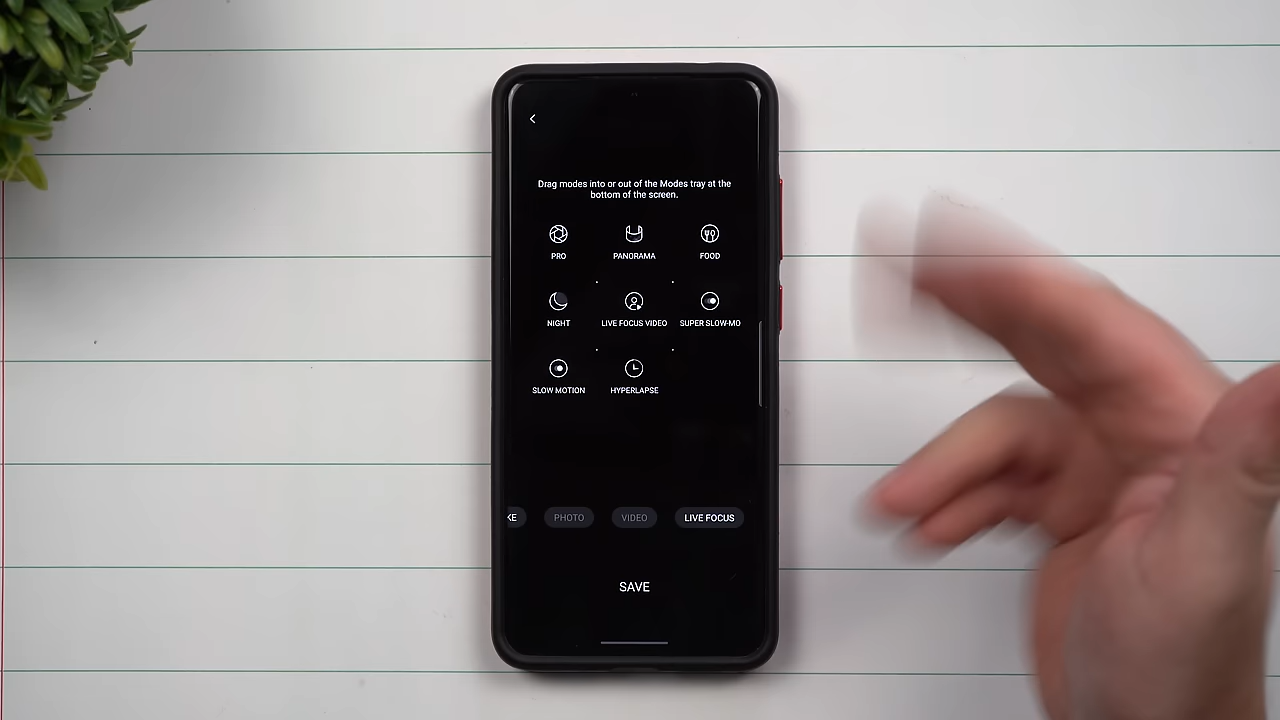 Drag modes into or out of the Modes tray at the
bottom of the screen.
PRO PANORAMA FOOD
NIGHT LIVE FOCUS VIDEO SUPER SLOW-MO
SLOW MOTION HYPERLAPSE
KE PHOTO VIDEO LIVE FOCUS
SAVE